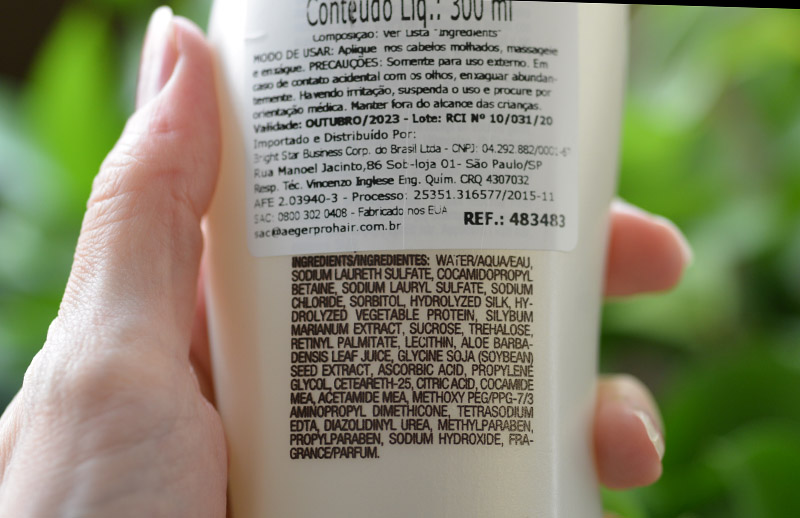 Conteúdo Líq.: 300 ml
Composição: Ver Lista "Ingredients"
MODO DE USAR: Aplique nos cabelos molhados, massageie
e enxágue. PRECAUÇÕES: Somente para uso externo. Em
caso de contato acidental com os olhos, enxaguar abundan-
temente. Havendo irritação, suspenda o uso e procure por
orientação médica. Manter fora do alcance das crianças.
Validade: OUTUBRO/2023 - Lote: RCI Nº 10/031/20
Importado e Distribuído Por:
Bright Star Business Corp. do Brasil Ltda - CNPJ: 04.292.882/0001-
Rua Manoel Jacinto,86 Sob-loja 01- São Paulo/SP
Resp. Téc. Vincenzo Inglese Eng. Quím. CRQ 4307032
AFE 2.03940-3 - Processo: 25351.316577/2015-11
SAC: 0800 302 0408 - Fabricado nos EUA
REF.: 483483
sac@aegerprohair.com.br
INGREDIENTS/INGREDIENTES: WATER/AQUA/EAU,
SODIUM LAURETH SULFATE, COCAMIDOPROPYL
BETAINE, SODIUM LAURYL SULFATE, SODIUM
CHLORIDE, SORBITOL, HYDROLYZED SILK, HY-
DROLYZED VEGETABLE PROTEIN, SILYBUM
MARIANUM EXTRACT, SUCROSE, TREHALOSE,
RETINYL PALMITATE, LECITHIN, ALOE BARBA-
DENSIS LEAF JUICE, GLYCINE SOJA (SOYBEAN)
SEED EXTRACT, ASCORBIC ACID, PROPYLENE
GLYCOL, CETEARETH-25, CITRIC ACID, COCAMIDE
MEA, ACETAMIDE MEA, METHOXY PEG/PPG-7/3
AMINOPROPYL DIMETHICONE, TETRASODIUM
EDTA, DIAZOLIDINYL UREA, METHYLPARABEN,
PROPYLPARABEN, SODIUM HYDROXIDE, FRA-
GRANCE/PARFUM.